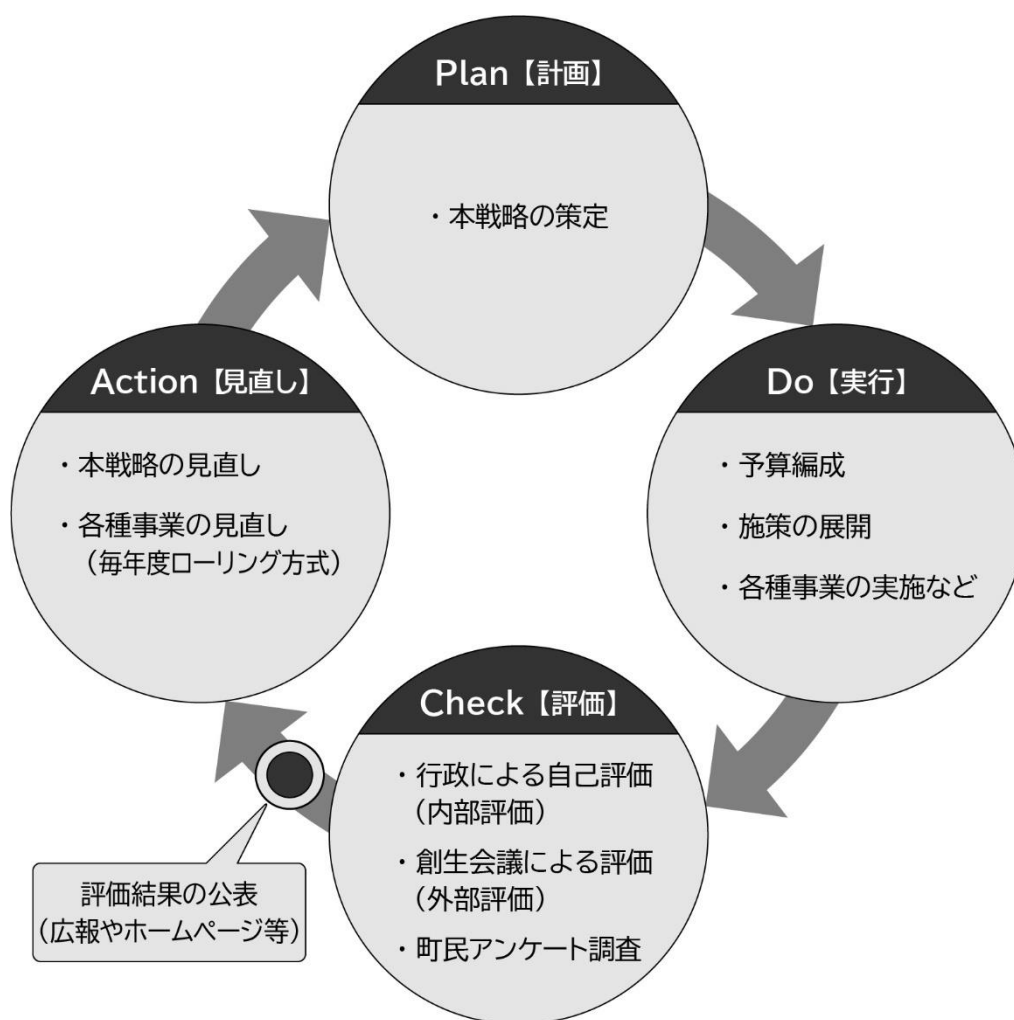 Plan【計画】
・本戦略の策定
Do【実行】
・予算編成
・施策の展開
・各種事業の実施など
Check【評価】
・行政による自己評価
（内部評価）
・創生会議による評価
（外部評価）
・町民アンケート調査
評価結果の公表
（広報やホームページ等）
Action【見直し】
・本戦略の見直し
・各種事業の見直し
（毎年度ローリング方式）